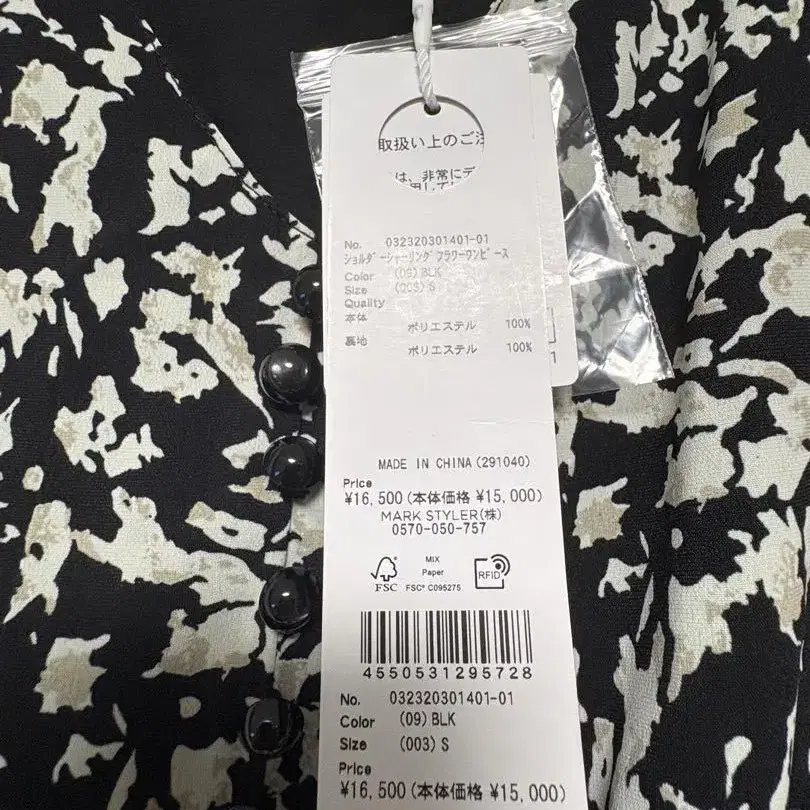 取扱い上のご注
は、非常にデ
用して
No. 032320301401-01
ショルダーシャーリングフラワーワンピース
Color (09) BLK
Size (003) S
Quality
本体 ポリエステル 100%
裏地 ポリエステル 100%
MADE IN CHINA (291040)
Price
¥16,500 (本体価格 ¥15,000)
MARK STYLER(株)
0570-050-757
FSC
MIX
Paper
FSC® C095275
RFID
4550531295728
No. 032320301401-01
Color (09) BLK
Size (003) S
Price
¥16,500 (本体価格 ¥15,000)